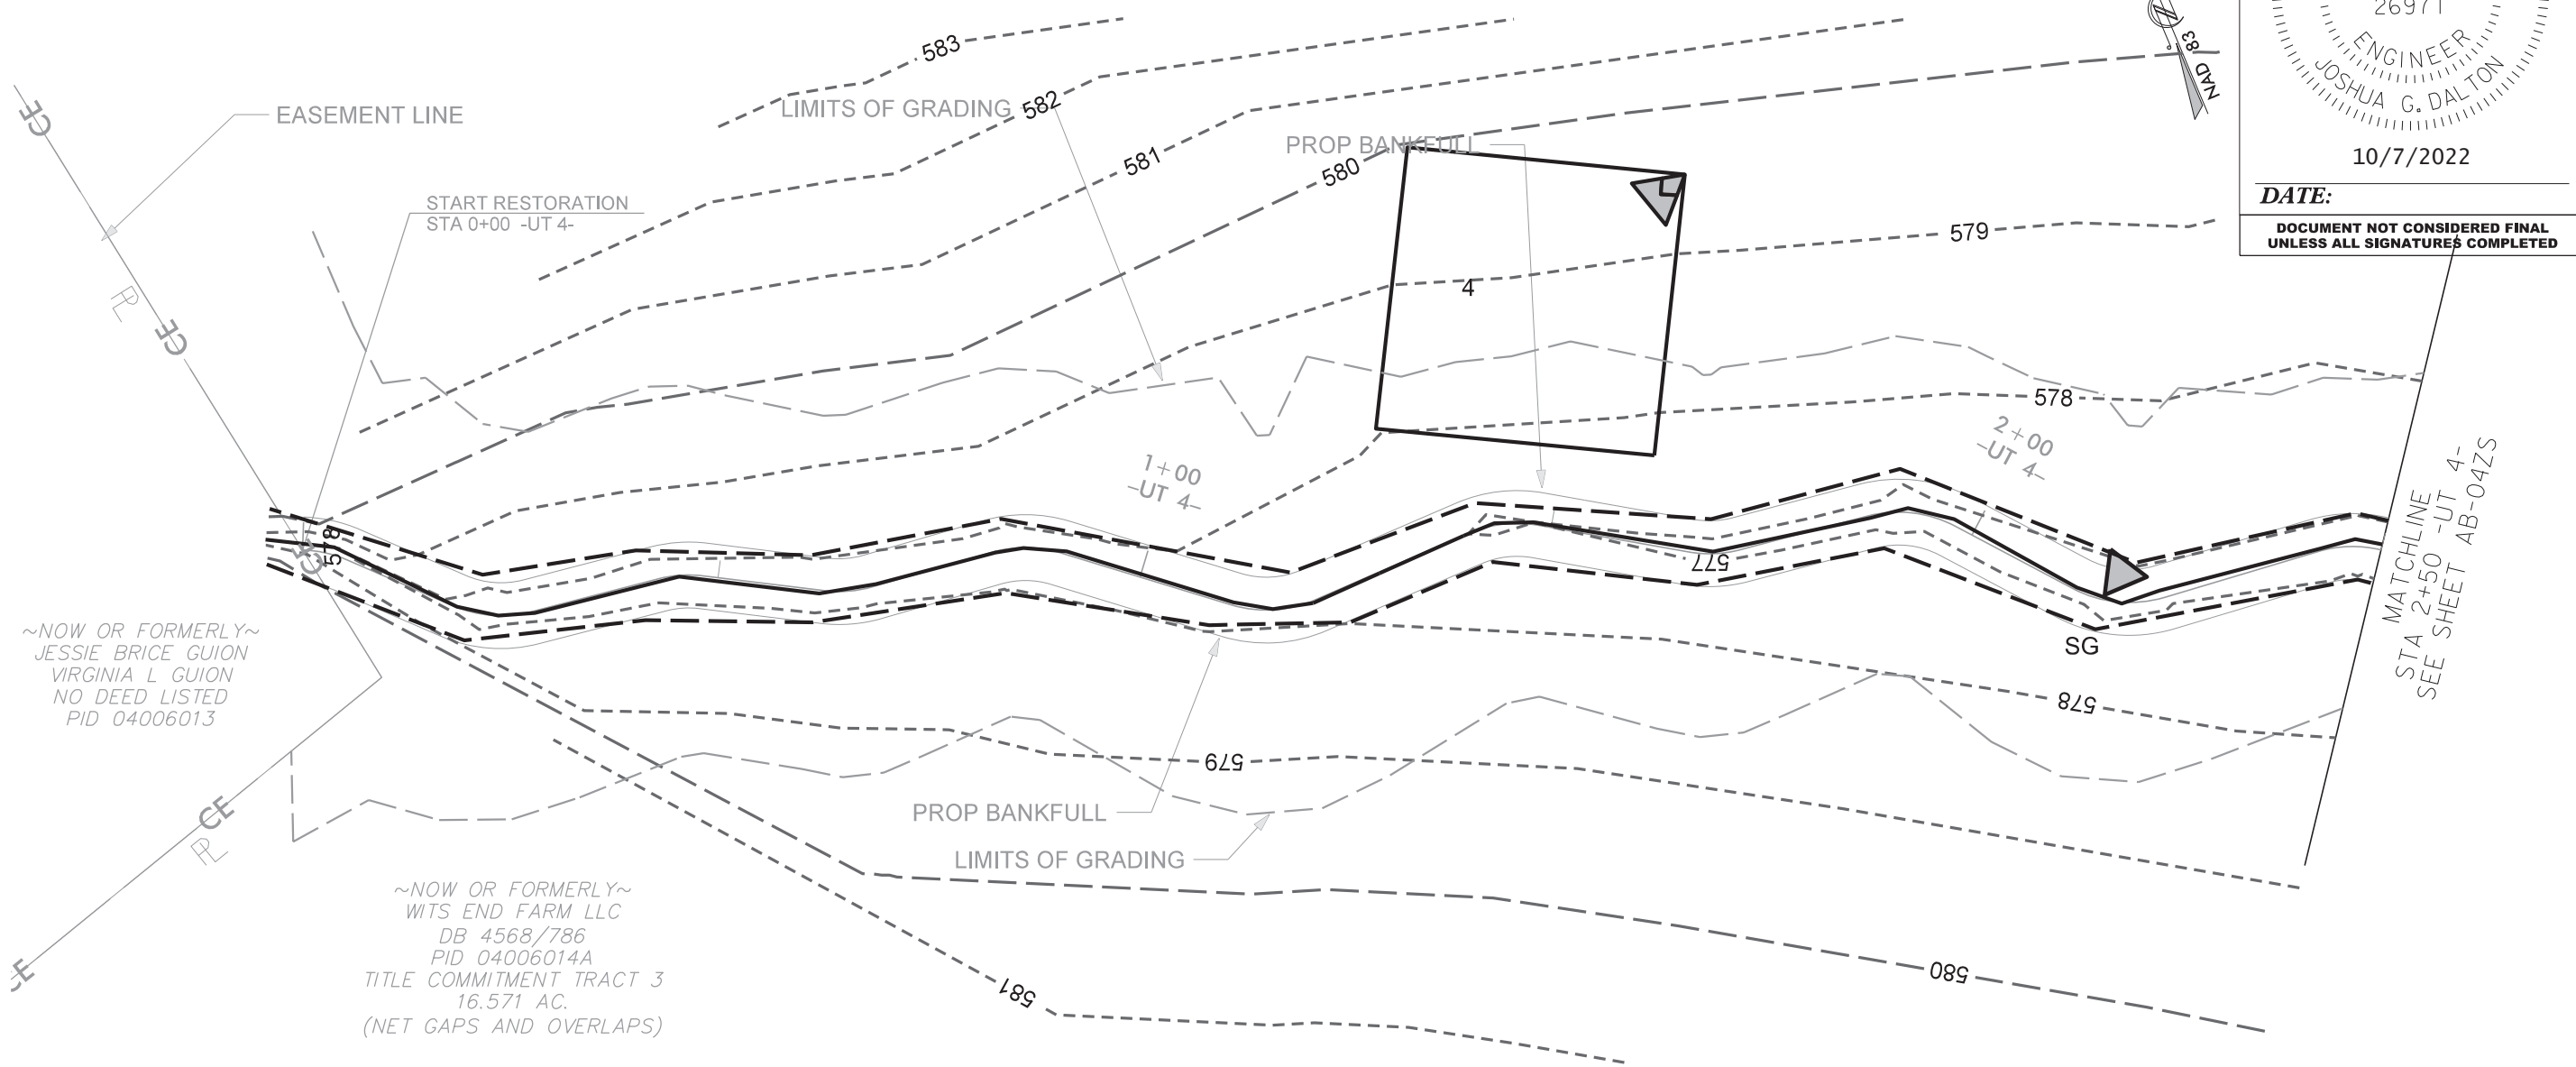 26971
ENGINEER
JOSHUA G. DALTON
10/7/2022
DATE:
DOCUMENT NOT CONSIDERED FINAL
UNLESS ALL SIGNATURES COMPLETED
NAD 83
583
582
LIMITS OF GRADING
CE
EASEMENT LINE
PROP BANKFULL
581
580
START RESTORATION
STA 0+00 -UT 4-
579
4
PL
CE
578
2+00
-UT 4-
1+00
-UT 4-
MATCHLINE
STA 2+50 -UT 4-
SEE SHEET AB-04ZS
578
CE
577
SG
~NOW OR FORMERLY~
JESSIE BRICE GUION
VIRGINIA L GUION
NO DEED LISTED
PID 04006013
578
579
CE
PL
PROP BANKFULL
LIMITS OF GRADING
~NOW OR FORMERLY~
WITS END FARM LLC
DB 4568/786
PID 04006014A
TITLE COMMITMENT TRACT 3
16.571 AC.
(NET GAPS AND OVERLAPS)
CE
580
581